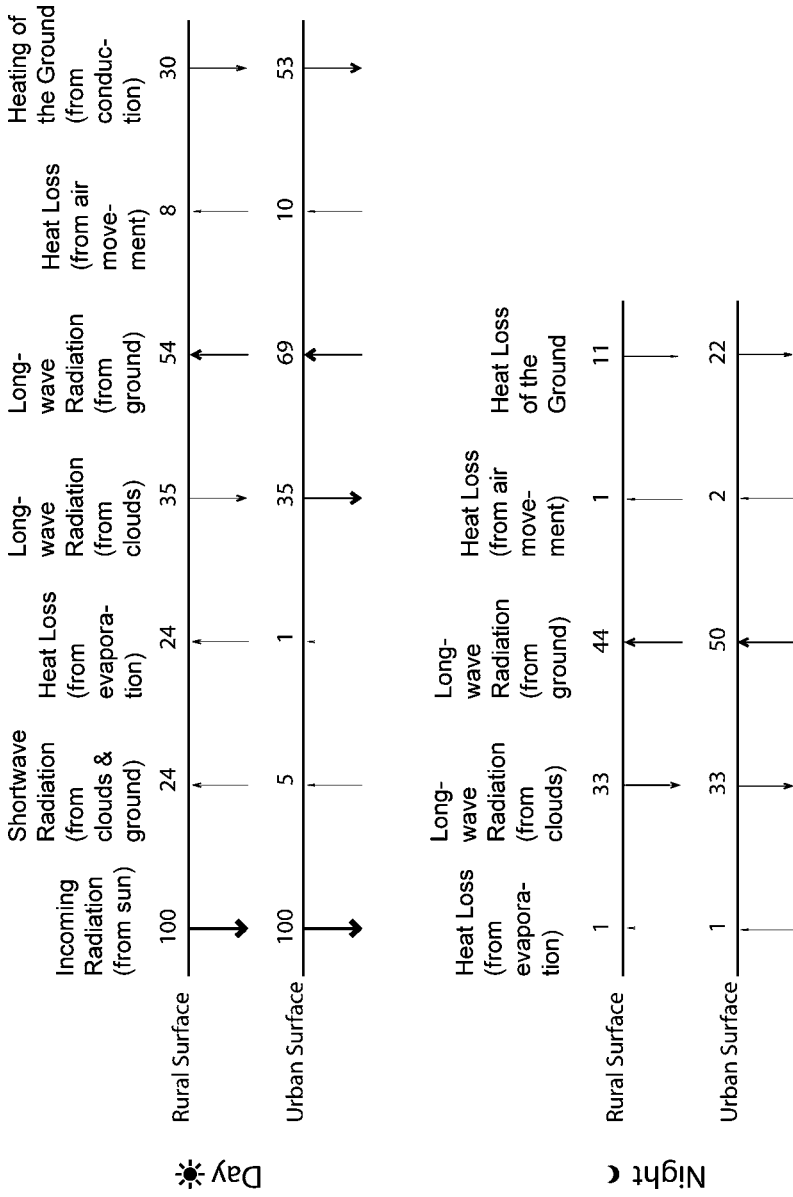 Day
Incoming
Radiation
(from sun)
Shortwave
Radiation
(from
clouds &
ground)
Heat Loss
(from
evapora-
tion)
Long-
wave
Radiation
(from
clouds)
Long-
wave
Radiation
(from
ground)
Heat Loss
(from air
move-
ment)
Heating of
the Ground
(from
conduc-
tion)
Rural Surface 100 24 24 35 54 8 30
Urban Surface 100 5 1 35 69 10 53
Night
Heat Loss
(from
evapora-
tion)
Long-
wave
Radiation
(from
clouds)
Long-
wave
Radiation
(from
ground)
Heat Loss
(from air
move-
ment)
Heat Loss
of the
Ground
Rural Surface 1 33 44 1 11
Urban Surface 1 33 50 2 22